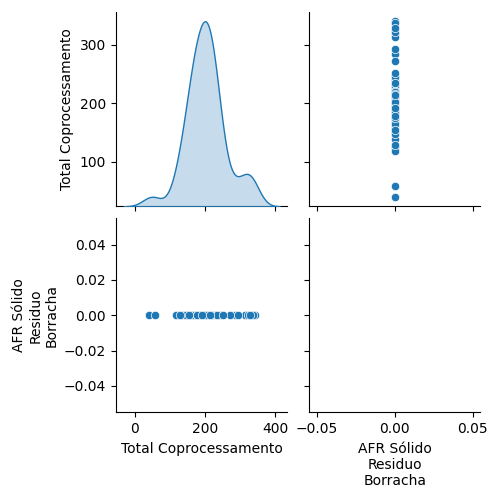 300
200
100
Total Coprocessamento
0.04
0.02
0.00
−0.02
−0.04
AFR Sólido
Residuo
Borracha
0 200 400
Total Coprocessamento
−0.05 0.00 0.05
AFR Sólido
Residuo
Borracha